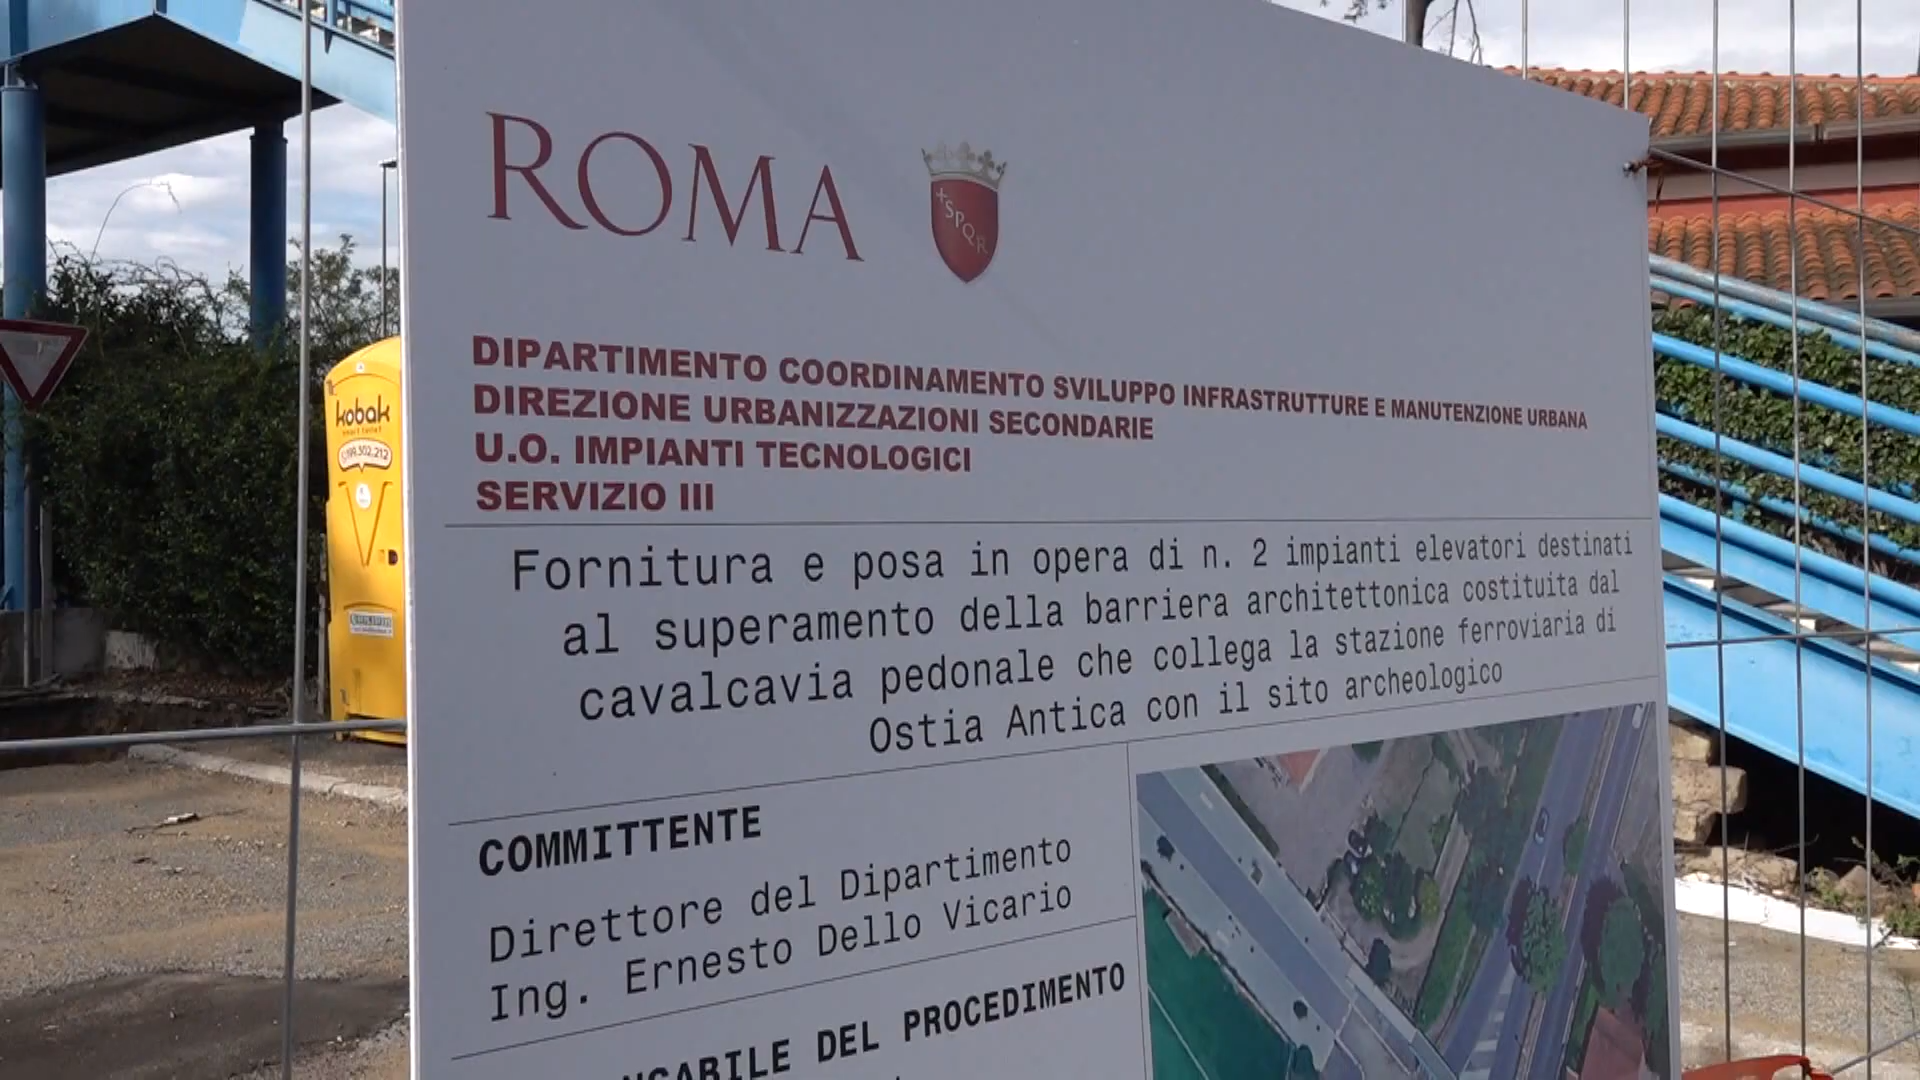 ROMA
SPQR
DIPARTIMENTO COORDINAMENTO SVILUPPO INFRASTRUTTURE E MANUTENZIONE URBANA
DIREZIONE URBANIZZAZIONI SECONDARIE
U.O. IMPIANTI TECNOLOGICI
SERVIZIO III
Fornitura e posa in opera di n. 2 impianti elevatori destinati
al superamento della barriera architettonica costituita dal
cavalcavia pedonale che collega la stazione ferroviaria di
Ostia Antica con il sito archeologico
COMMITTENTE
Direttore del Dipartimento
Ing. Ernesto Dello Vicario
DEL PROCEDIMENTO
kobak